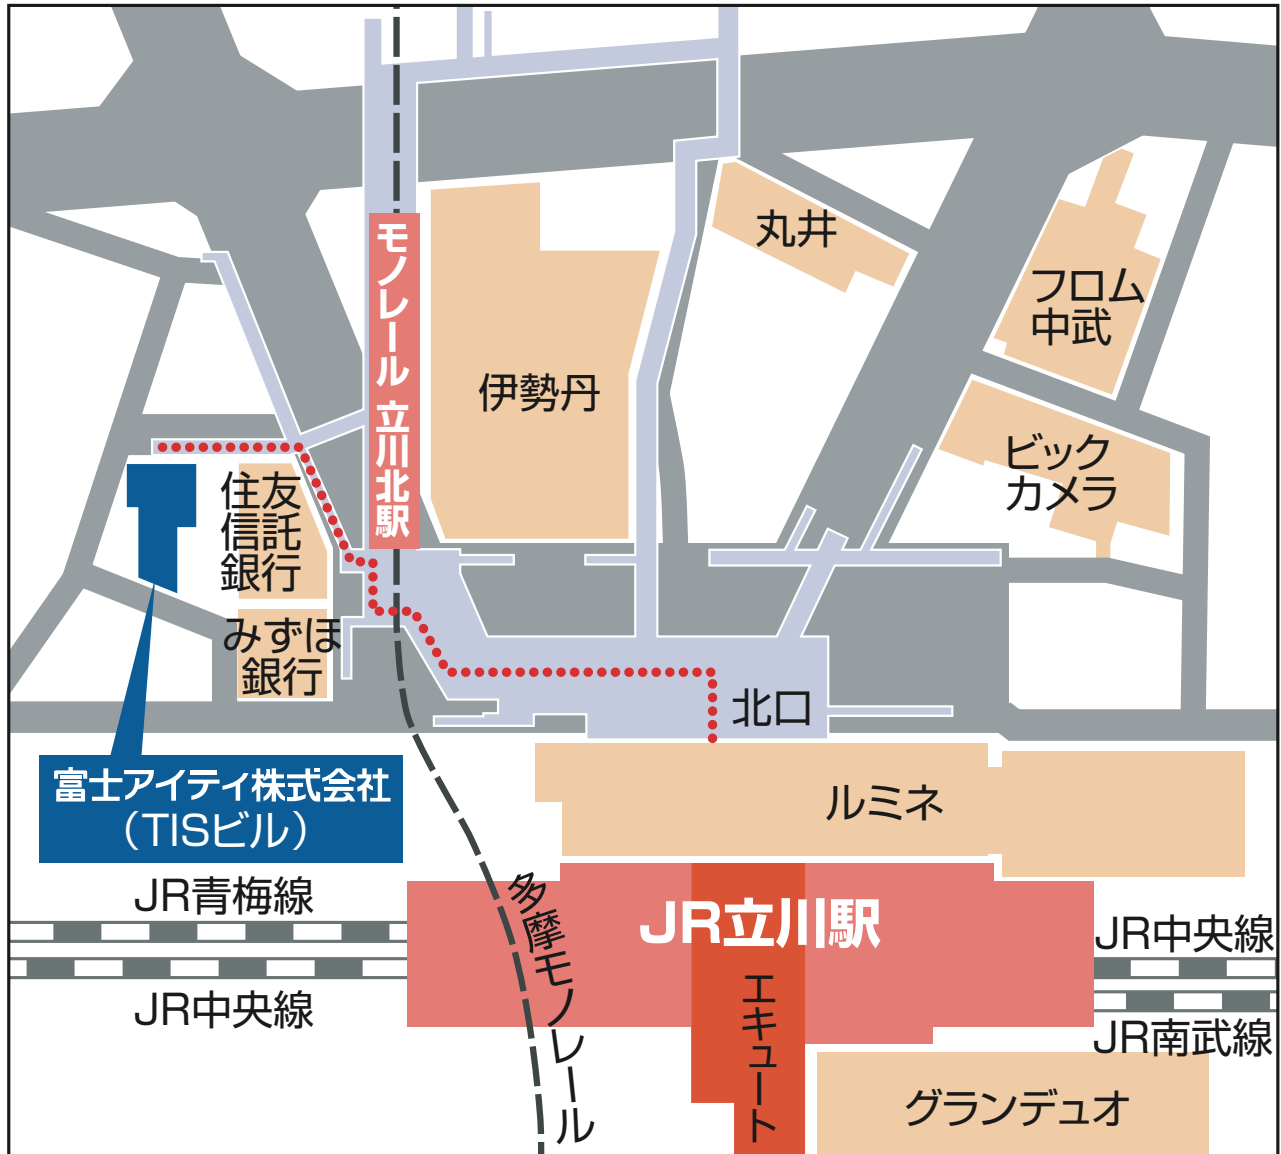 丸井
フロム
中武
モノレール 立川北駅
伊勢丹
ビック
カメラ
住友
信託
銀行
みずほ
銀行
北口
富士アイティ株式会社
（TISビル）
ルミネ
JR青梅線
JR中央線
多摩モノレール
JR立川駅
エキュート
JR中央線
JR南武線
グランデュオ